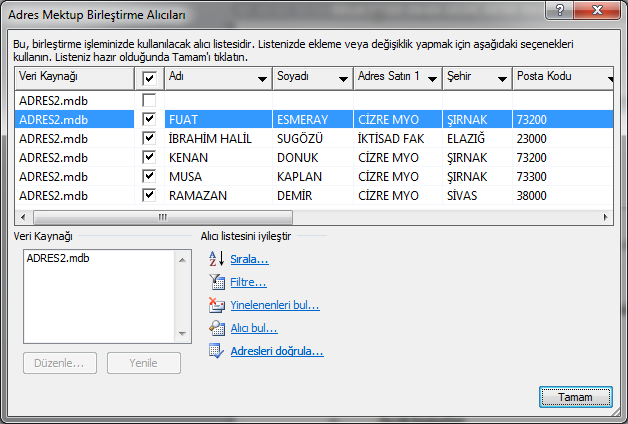 Adres Mektup Birleştirme Alıcıları
Bu, birleştirme işleminizde kullanılacak alıcı listesidir. Listenizde ekleme veya değişiklik yapmak için aşağıdaki seçenekleri
kullanın. Listeniz hazır olduğunda Tamam'ı tıklatın.
Veri Kaynağı Adı Soyadı Adres Satırı 1 Şehir Posta Kodu
ADRES2.mdb
ADRES2.mdb FUAT ESMERAY CİZRE MYO ŞIRNAK 73200
ADRES2.mdb İBRAHİM HALİL SUGÖZÜ İKTİSAD FAK ELAZIĞ 23000
ADRES2.mdb KENAN DONUK CİZRE MYO ŞIRNAK 73200
ADRES2.mdb MUSA KAPLAN CİZRE MYO ŞIRNAK 73300
ADRES2.mdb RAMAZAN DEMİR CİZRE MYO SİVAS 38000
Veri Kaynağı
ADRES2.mdb
Düzenle... Yenile
Alıcı listesini iyileştir
Sırala...
Filtre...
Yinelenenleri bul...
Alıcı bul...
Adresleri doğrula...
Tamam